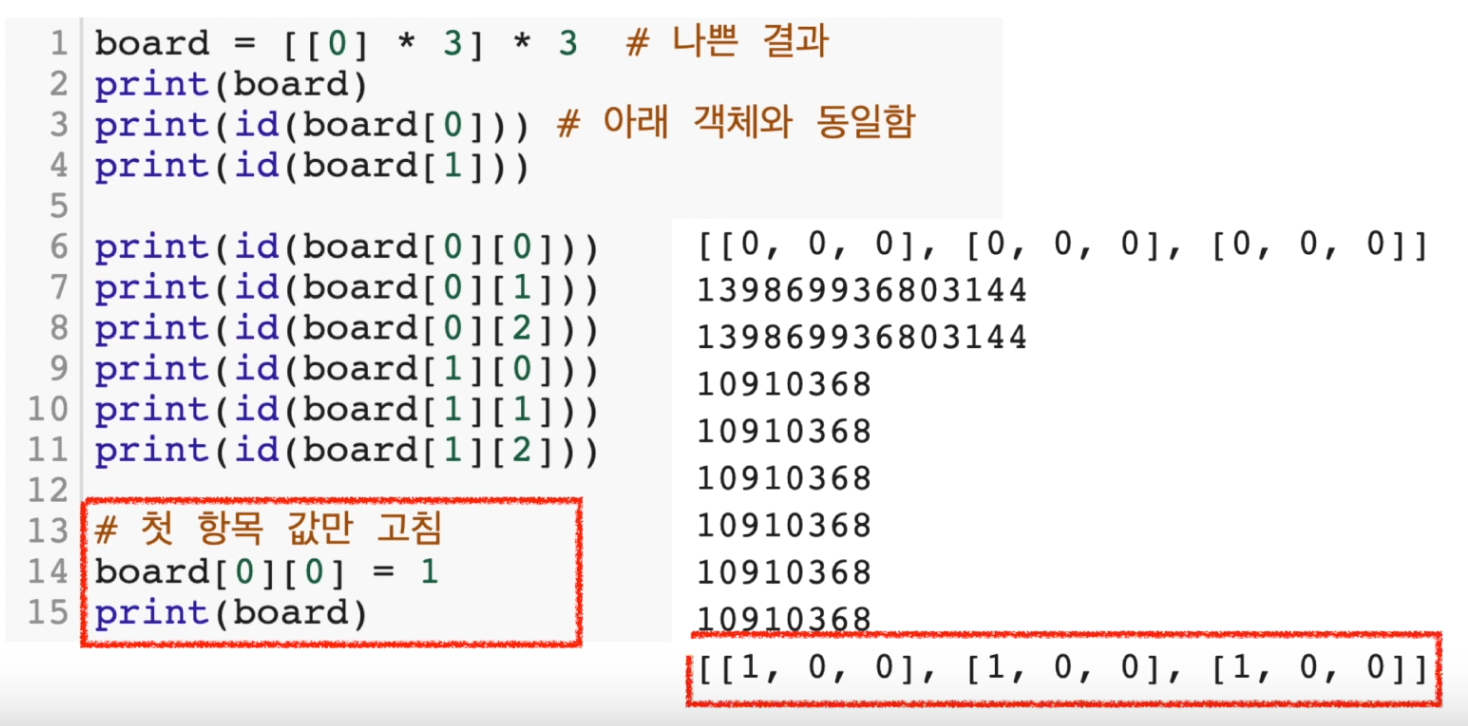 1 board = [[0] * 3] * 3  # 나쁜 결과
2 print(board)
3 print(id(board[0])) # 아래 객체와 동일함
4 print(id(board[1]))
5
6 print(id(board[0][0]))
7 print(id(board[0][1]))
8 print(id(board[0][2]))
9 print(id(board[1][0]))
10 print(id(board[1][1]))
11 print(id(board[1][2]))
12
13 # 첫 항목 값만 고침
14 board[0][0] = 1
15 print(board)
[[0, 0, 0], [0, 0, 0], [0, 0, 0]]
139869936803144
139869936803144
10910368
10910368
10910368
10910368
10910368
10910368
[[1, 0, 0], [1, 0, 0], [1, 0, 0]]